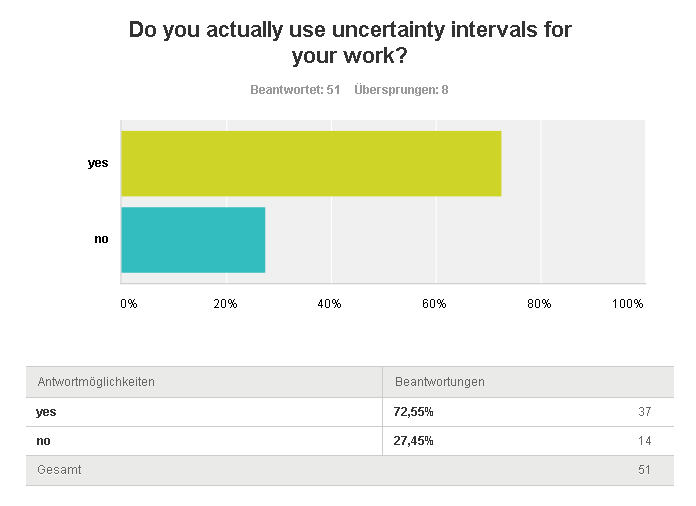 Do you actually use uncertainty intervals for
your work?
Beantwortet: 51 Übersprungen: 8
yes
no
0% 20% 40% 60% 80% 100%
Antwortmöglichkeiten Beantwortungen
yes 72,55% 37
no 27,45% 14
Gesamt 51